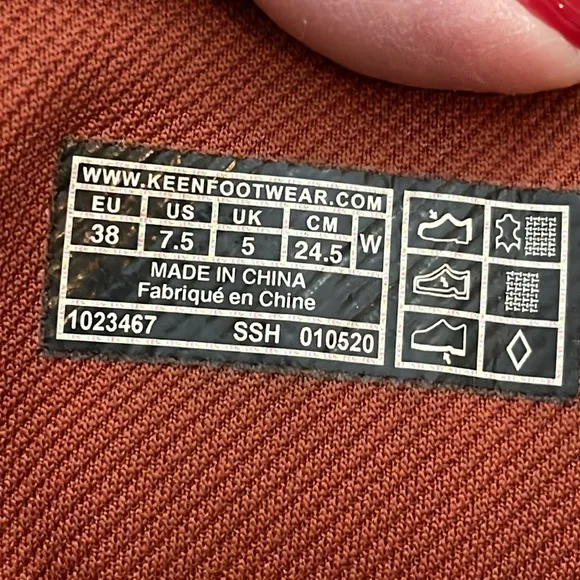 WWW.KEENFOOTWEAR.COM
EU US UK CM W
38 7.5 5 24.5
MADE IN CHINA
Fabriqué en Chine
1023467 SSH 010520